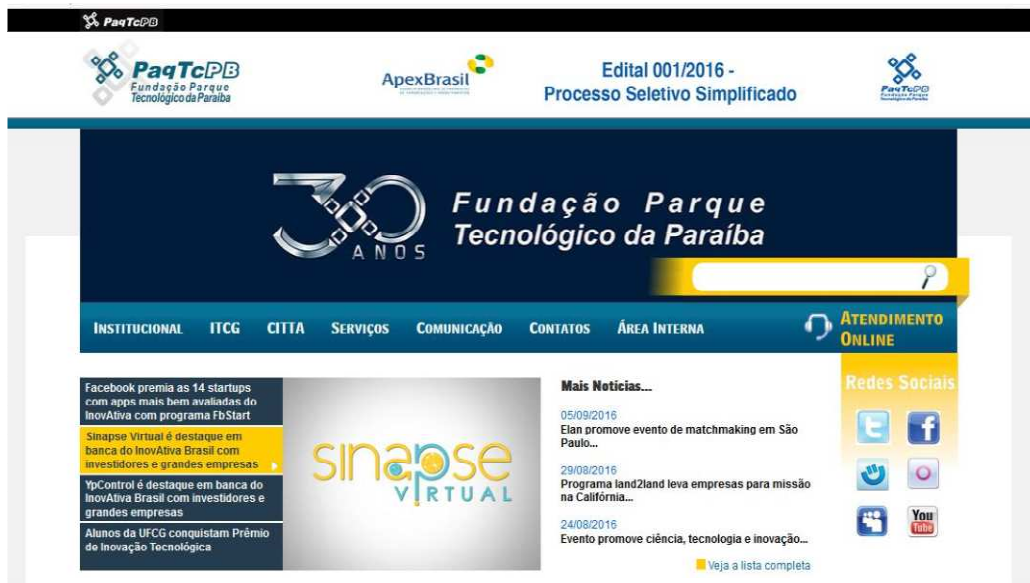 PaqTcPB
PaqTcPB
Fundação Parque
Tecnológico da Paraíba
ApexBrasil
Edital 001/2016 -
Processo Seletivo Simplificado
PaqTcPB
Fundação Parque
Tecnológico da Paraíba
30
ANOS
Fundação Parque
Tecnológico da Paraíba
INSTITUCIONAL ITCG CITTA SERVIÇOS COMUNICAÇÃO CONTATOS ÁREA INTERNA
ATENDIMENTO
ONLINE
Facebook premia as 14 startups
com apps mais bem avaliadas do
InovAtiva com programa FbStart
Sinapse Virtual é destaque em
banca do InovAtiva Brasil com
investidores e grandes empresas
YpControl é destaque em banca do
InovAtiva Brasil com investidores e
grandes empresas
Alunos da UFCG conquistam Prêmio
de Inovação Tecnológica
sinapse
VIRTUAL
Mais Notícias...
05/09/2016
Elan promove evento de matchmaking em São
Paulo...
29/08/2016
Programa land2land leva empresas para missão
na Califórnia...
24/08/2016
Evento promove ciência, tecnologia e inovação...
Veja a lista completa
Redes Sociais
You
Tube